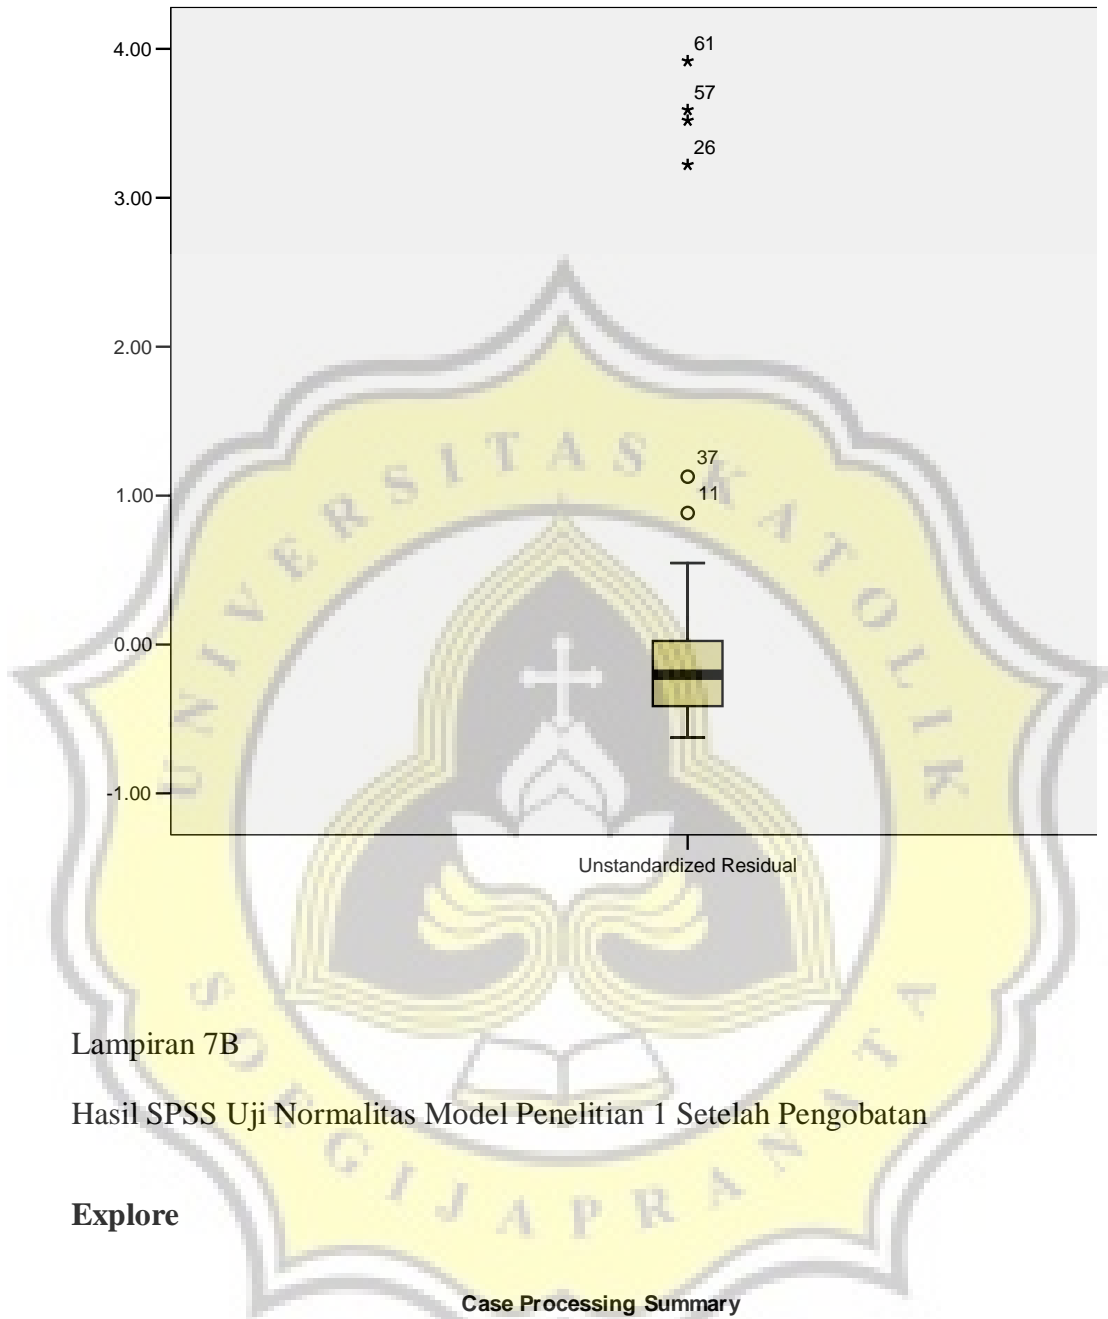 61
4.00
57
26
3.00
2.00
37
1.00
11
0.00
-1.00
Unstandardized Residual
UNIVERSITAS KATOLIK
SOEGIJAPRANATA
Lampiran 7B
Hasil SPSS Uji Normalitas Model Penelitian 1 Setelah Pengobatan
Explore
Case Processing Summary